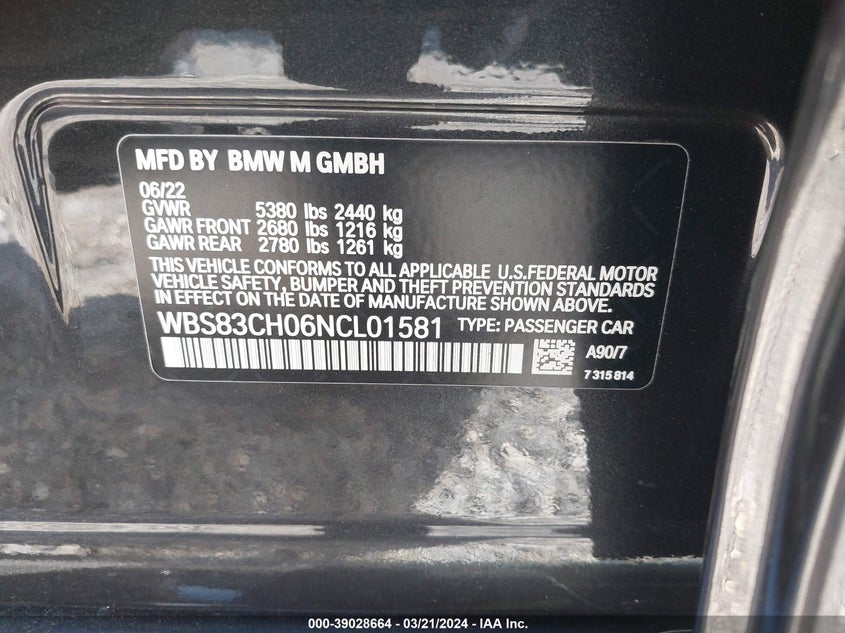 MFD BY BMW M GMBH
06/22
GVWR 5380 lbs 2440 kg
GAWR FRONT 2680 lbs 1216 kg
GAWR REAR 2780 lbs 1261 kg
THIS VEHICLE CONFORMS TO ALL APPLICABLE U.S.FEDERAL MOTOR
VEHICLE SAFETY, BUMPER AND THEFT PREVENTION STANDARDS
IN EFFECT ON THE DATE OF MANUFACTURE SHOWN ABOVE.
WBS83CH06NCL01581 TYPE: PASSENGER CAR
A90/7
7 315 814
000-39028664 - 03/21/2024 - IAA Inc.